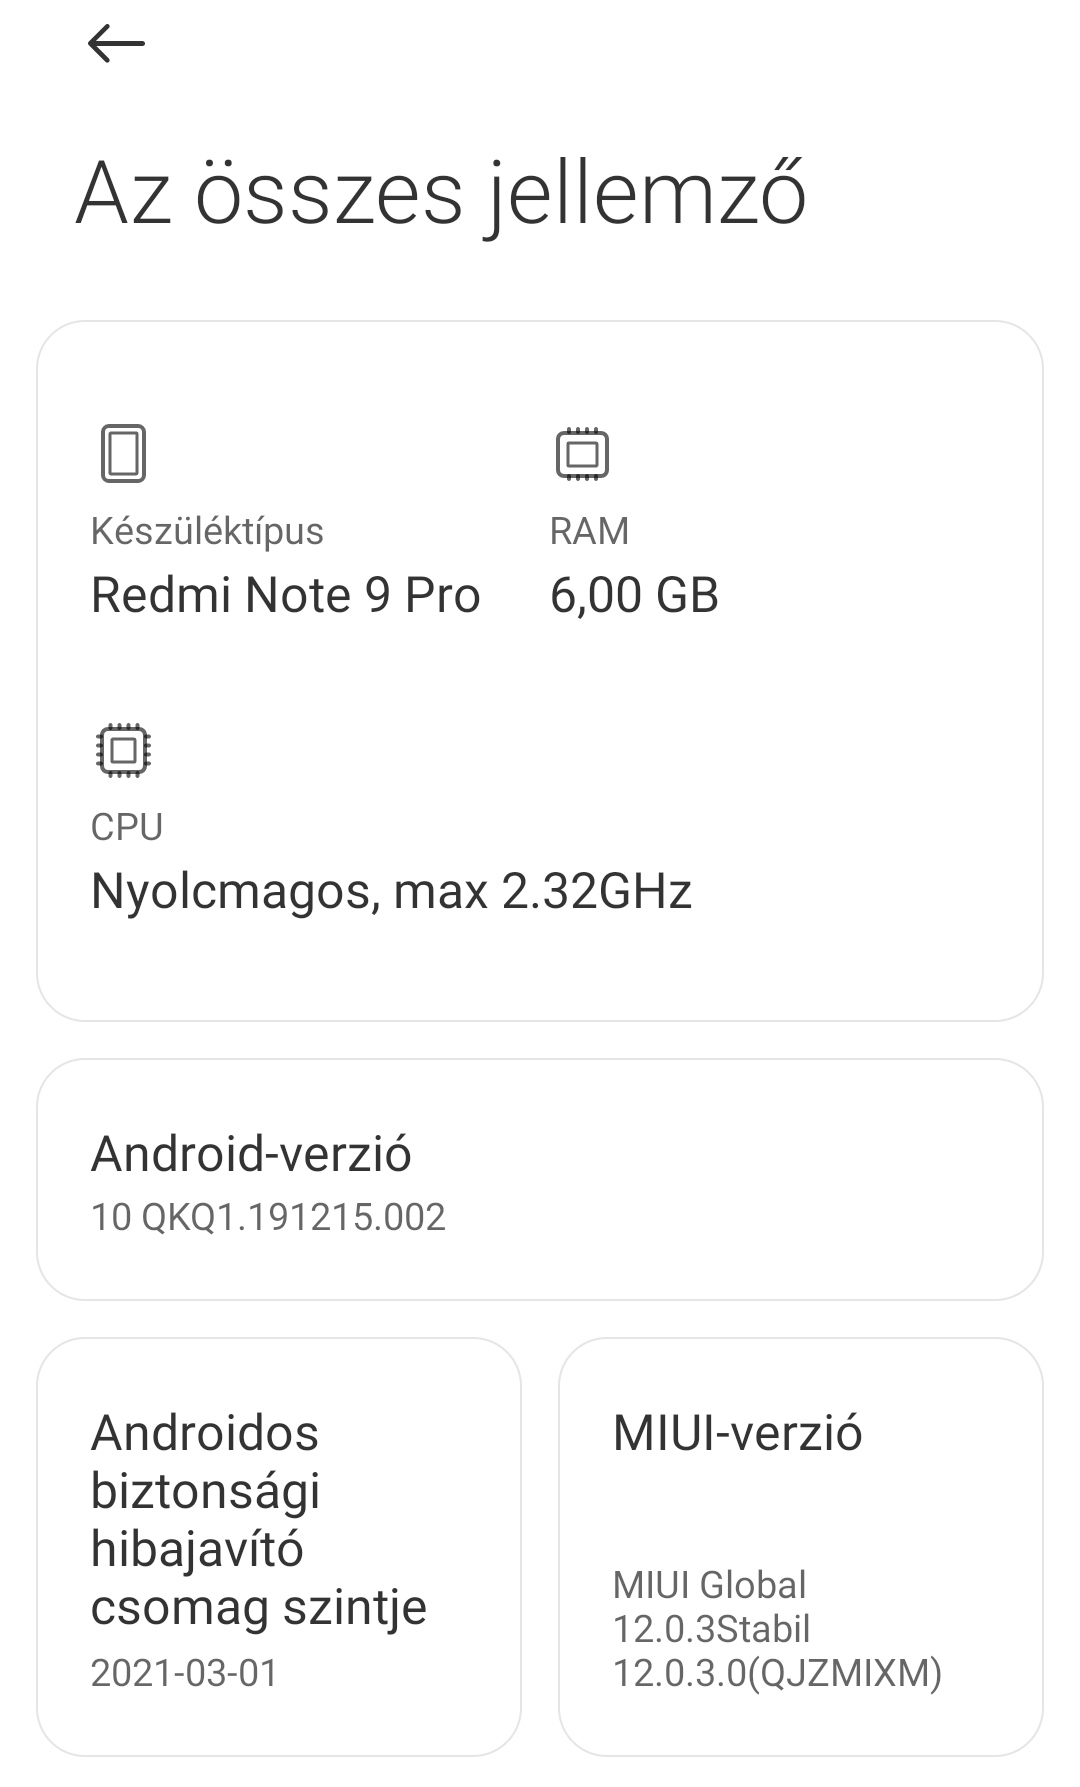 Az összes jellemző
Készüléktípus
Redmi Note 9 Pro
RAM
6,00 GB
CPU
Nyolcmagos, max 2.32GHz
Android-verzió
10 QKQ1.191215.002
Androidos
biztonsági
hibajavító
csomag szintje
2021-03-01
MIUI-verzió
MIUI Global
12.0.3Stabil
12.0.3.0(QJZMIXM)